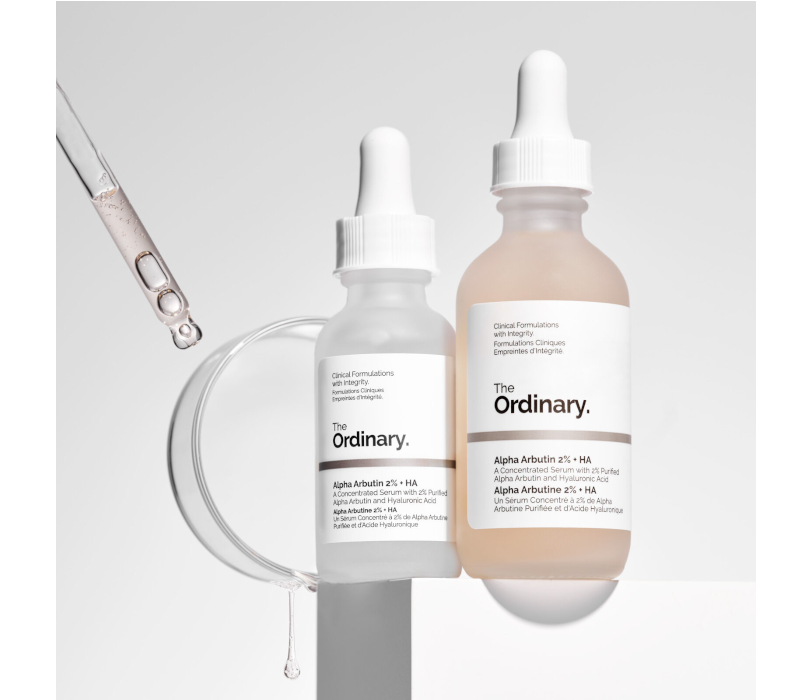 Clinical Formulations
with Integrity.
Formulations Cliniques
Empreintes d'Intégrité.
The
Ordinary.
Alpha Arbutin 2% + HA
A Concentrated Serum with 2% Purified
Alpha Arbutin and Hyaluronic Acid
Alpha Arbutine 2% + HA
Un Sérum Concentré à 2% de Alpha Arbutine
Purifiée et d'Acide Hyaluronique
Clinical Formulations
with Integrity.
Formulations Cliniques
Empreintes d'Intégrité.
The
Ordinary.
Alpha Arbutin 2% + HA
A Concentrated Serum with 2% Purified
Alpha Arbutin and Hyaluronic Acid
Alpha Arbutine 2% + HA
Un Sérum Concentré à 2% de Alpha
Arbutine Purifiée et d'Acide Hyaluronique